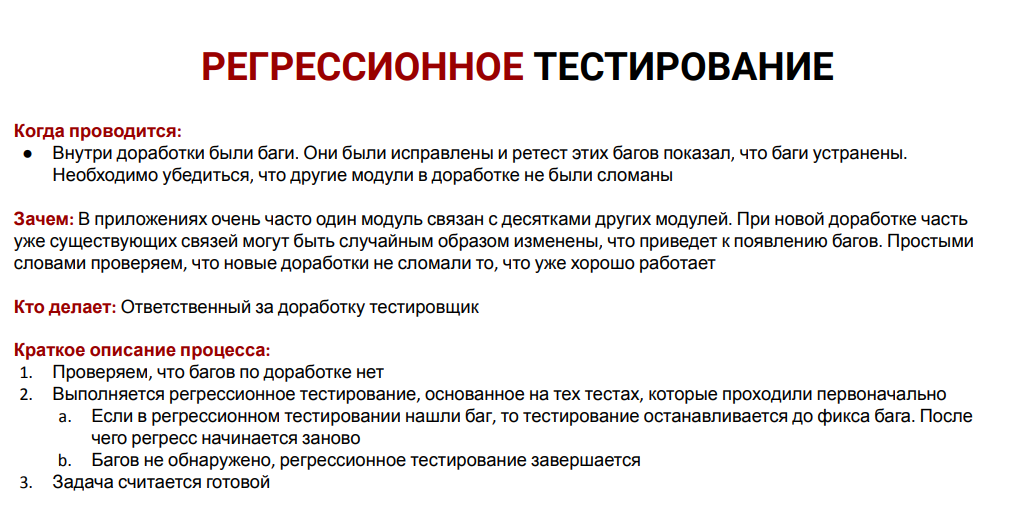 РЕГРЕССИОННОЕ ТЕСТИРОВАНИЕ
Когда проводится:
● Внутри доработки были баги. Они были исправлены и ретест этих багов показал, что баги устранены.
Необходимо убедиться, что другие модули в доработке не были сломаны
Зачем: В приложениях очень часто один модуль связан с десятками других модулей. При новой доработке часть
уже существующих связей могут быть случайным образом изменены, что приведет к появлению багов. Простыми
словами проверяем, что новые доработки не сломали то, что уже хорошо работает
Кто делает: Ответственный за доработку тестировщик
Краткое описание процесса:
1. Проверяем, что багов по доработке нет
2. Выполняется регрессионное тестирование, основанное на тех тестах, которые проходили первоначально
a. Если в регрессионном тестировании нашли баг, то тестирование останавливается до фикса бага. После
чего регресс начинается заново
b. Багов не обнаружено, регрессионное тестирование завершается
3. Задача считается готовой